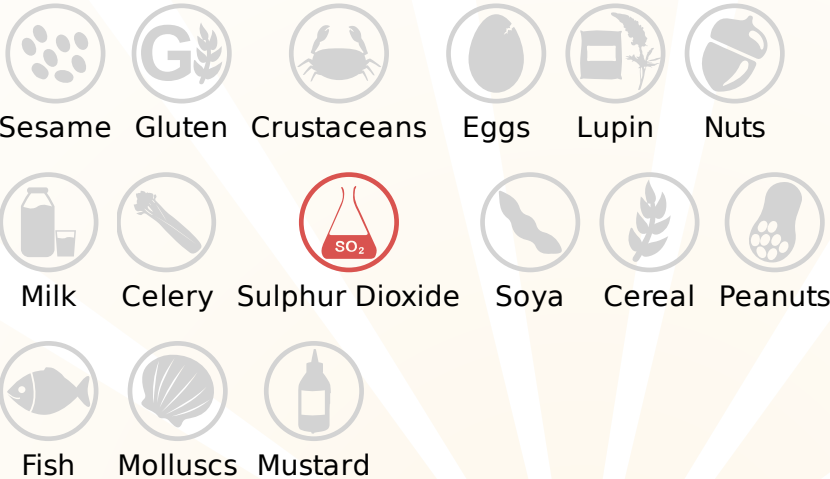 G
Sesame Gluten Crustaceans Eggs Lupin Nuts
SO₂
Milk Celery Sulphur Dioxide Soya Cereal Peanuts
Fish Molluscs Mustard